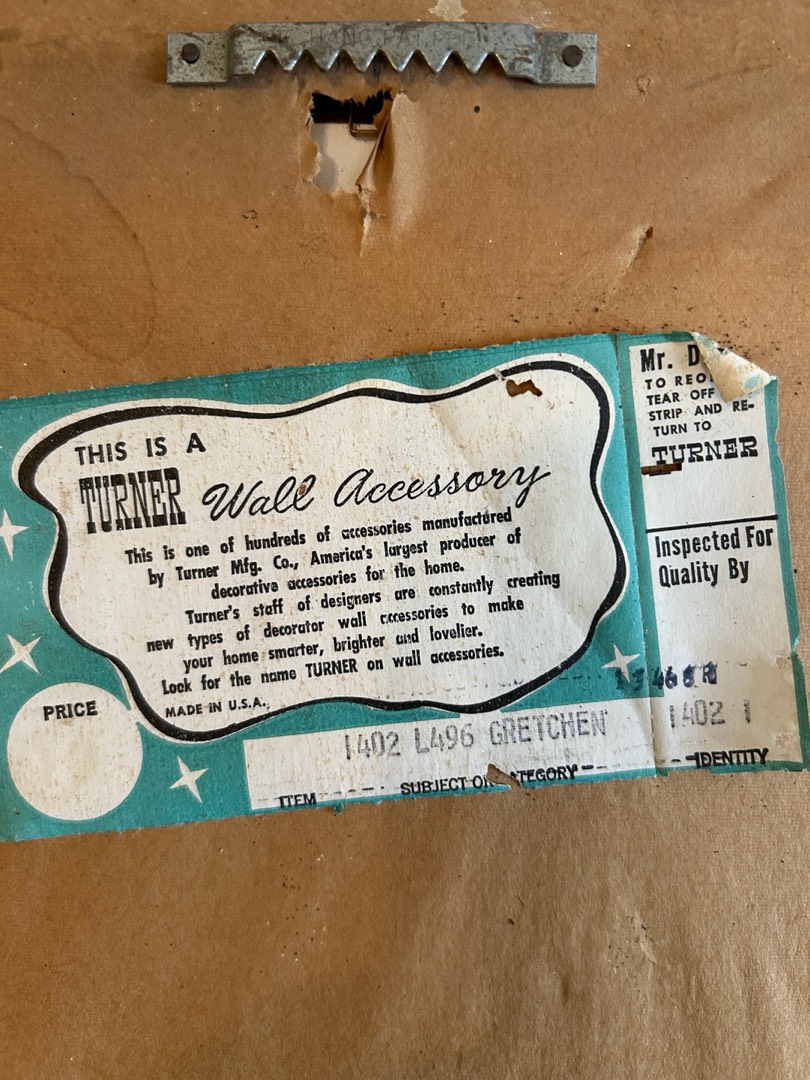 THIS IS A
TURNER Wall Accessory
This is one of hundreds of accessories manufactured
by Turner Mfg. Co., America's largest producer of
decorative accessories for the home.
Turner's staff of designers are constantly creating
new types of decorator wall accessories to make
your home smarter, brighter and lovelier.
Look for the name TURNER on wall accessories.
MADE IN U.S.A.
PRICE
1402 L496 GRETCHEN
ITEM SUBJECT OR CATEGORY
Mr.
TO
TEAR OFF
STRIP AND RE-
TURN TO
TURNER
Inspected For
Quality By
1402 1
IDENTITY